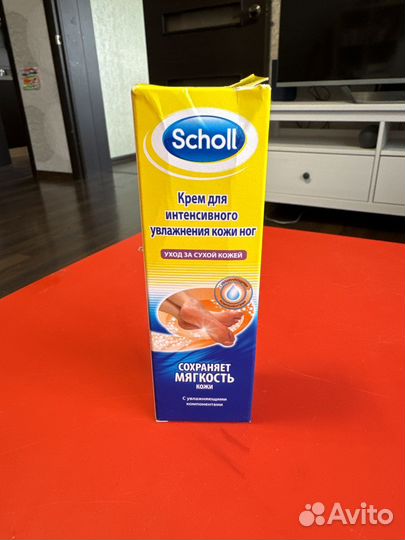 Scholl
Крем для
интенсивного
увлажнения кожи ног
УХОД ЗА СУХОЙ КОЖЕЙ
СОХРАНЯЕТ
МЯГКОСТЬ
КОЖИ
С увлажняющими
компонентами
Avito